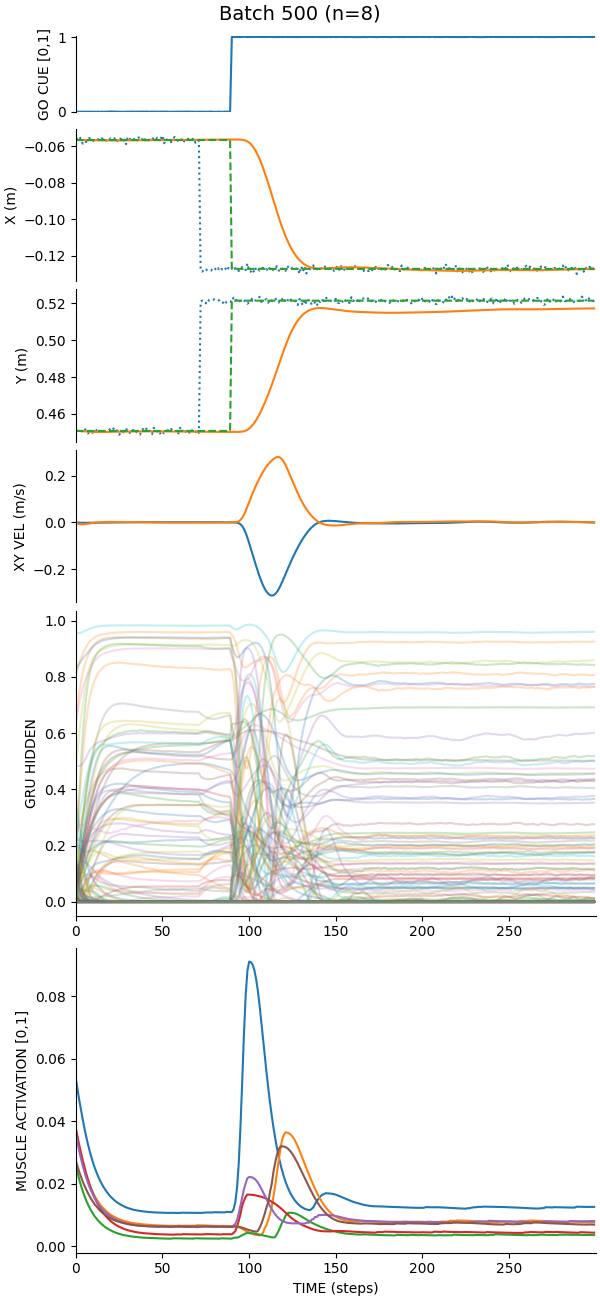 Batch 500 (n=8)
GO CUE [0,1]
1
0
X (m)
−0.06
−0.08
−0.10
−0.12
Y (m)
0.52
0.50
0.48
0.46
XY VEL (m/s)
0.2
0.0
−0.2
GRU HIDDEN
1.0
0.8
0.6
0.4
0.2
0.0
0 50 100 150 200 250
MUSCLE ACTIVATION [0,1]
0.08
0.06
0.04
0.02
0.00
0 50 100 150 200 250
TIME (steps)